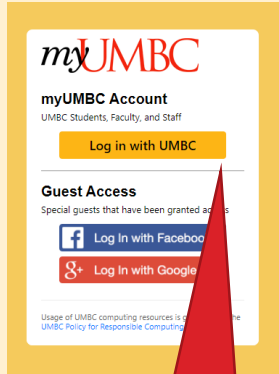 myUMBC
myUMBC Account
UMBC Students, Faculty, and Staff
Log in with UMBC
Guest Access
Special guests that have been granted
f Log In with
8+ Log In with Google
Usage of UMBC computing resources is the
UMBC Policy for Responsible Computing